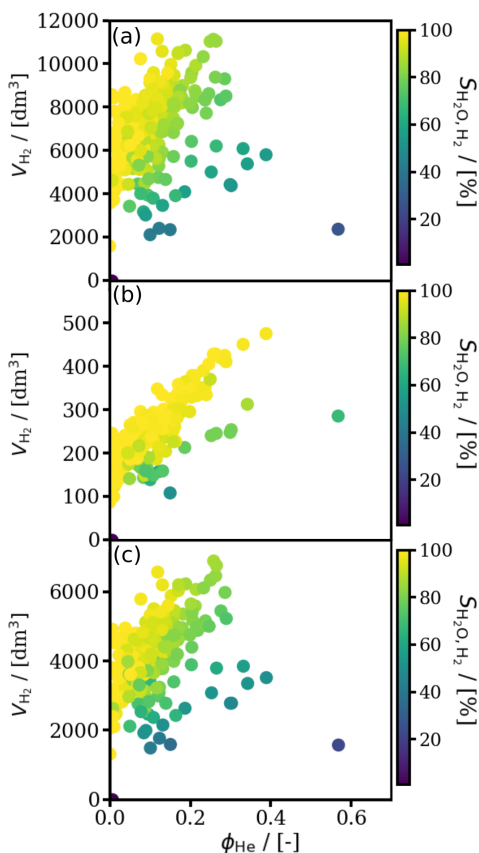 (a)
12000
10000
8000
6000
4000
2000
0
V_H₂ / [dm³]
100
80
60
40
20
S_H₂O, H₂ / [%]
(b)
500
400
300
200
100
0
V_H₂ / [dm³]
100
80
60
40
20
S_H₂O, H₂ / [%]
(c)
6000
4000
2000
0
V_H₂ / [dm³]
100
80
60
40
20
S_H₂O, H₂ / [%]
0.0 0.2 0.4 0.6
ϕ_He / [-]